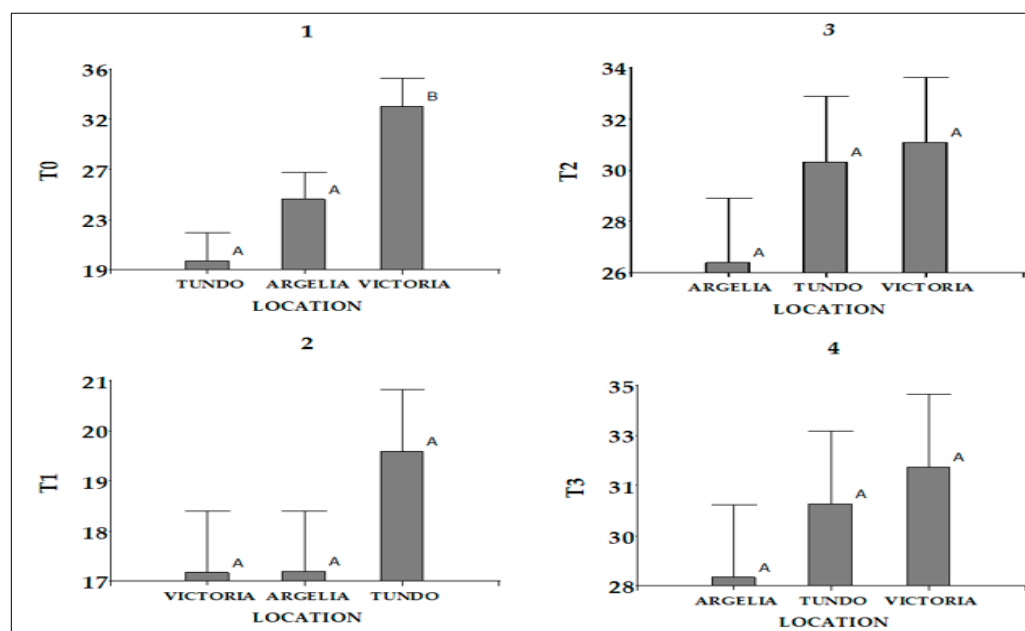 1
T0
36
32
27
23
19
A
A
B
TUNDO ARGELIA VICTORIA
LOCATION
3
T2
34
32
30
28
26
A
A
A
ARGELIA TUNDO VICTORIA
LOCATION
2
T1
21
20
19
18
17
A
A
A
VICTORIA ARGELIA TUNDO
LOCATION
4
T3
35
33
31
30
28
A
A
A
ARGELIA TUNDO VICTORIA
LOCATION